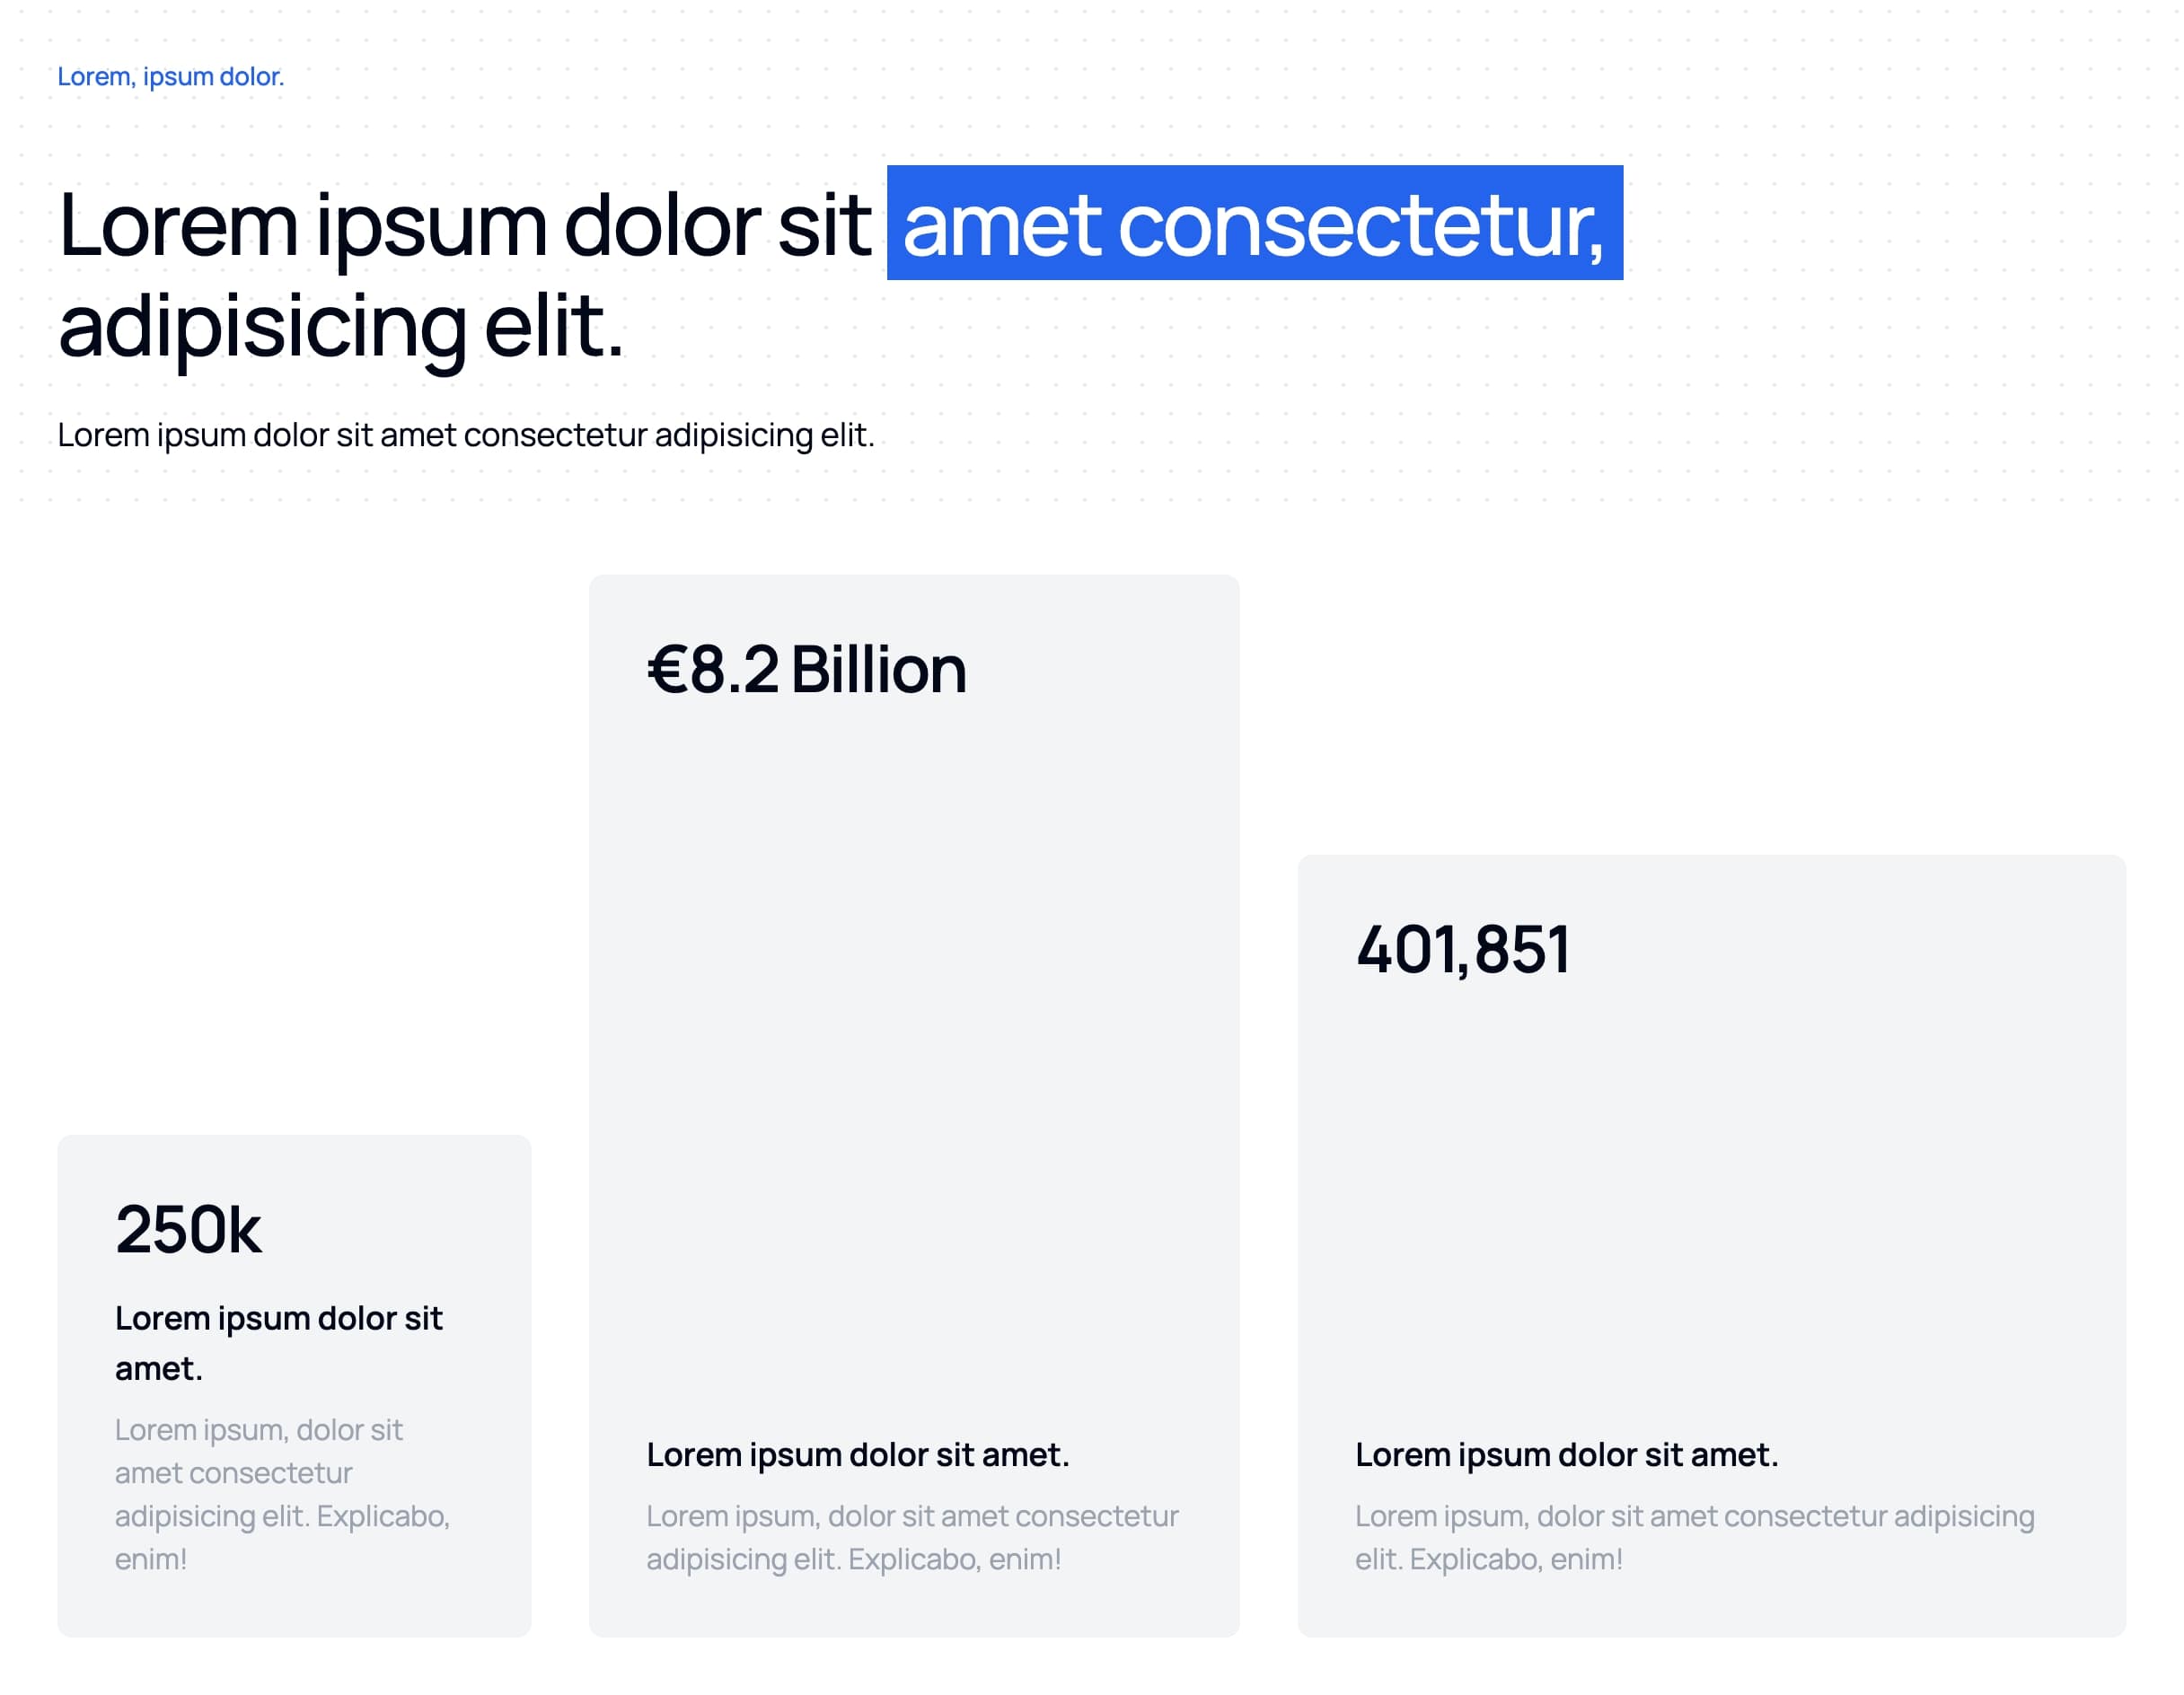 Lorem, ipsum dolor.
Lorem ipsum dolor sit amet consectetur,
adipisicing elit.
Lorem ipsum dolor sit amet consectetur adipisicing elit.
250k
Lorem ipsum dolor sit
amet.
Lorem ipsum, dolor sit
amet consectetur
adipisicing elit. Explicabo,
enim!
€8.2 Billion
Lorem ipsum dolor sit amet.
Lorem ipsum, dolor sit amet consectetur
adipisicing elit. Explicabo, enim!
401,851
Lorem ipsum dolor sit amet.
Lorem ipsum, dolor sit amet consectetur adipisicing
elit. Explicabo, enim!